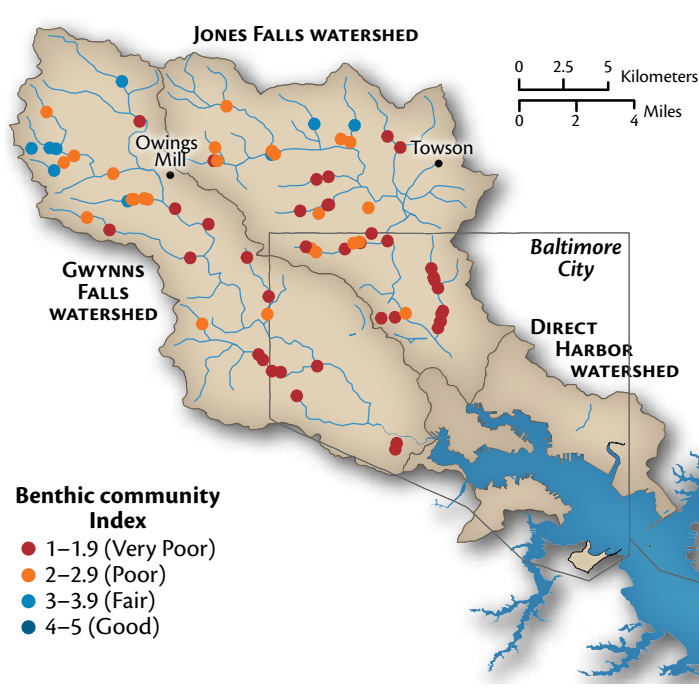 JONES FALLS WATERSHED
0 2.5 5 Kilometers
0 2 4 Miles
Owings
Mill
Towson
Baltimore
City
GWYNNS
FALLS
WATERSHED
DIRECT
HARBOR
WATERSHED
Benthic community
Index
1–1.9 (Very Poor)
2–2.9 (Poor)
3–3.9 (Fair)
4–5 (Good)